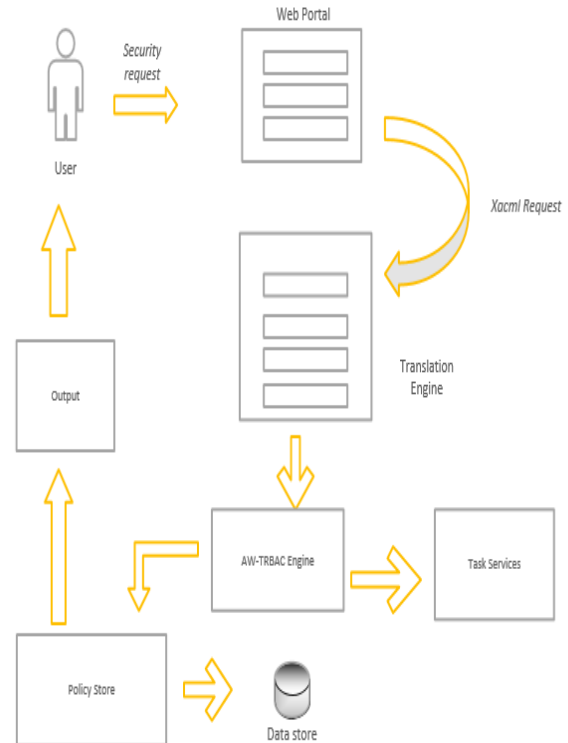 Web Portal
Security
request
User
Xacml Request
Translation
Engine
Output
AW-TRBAC Engine
Task Services
Policy Store
Data store